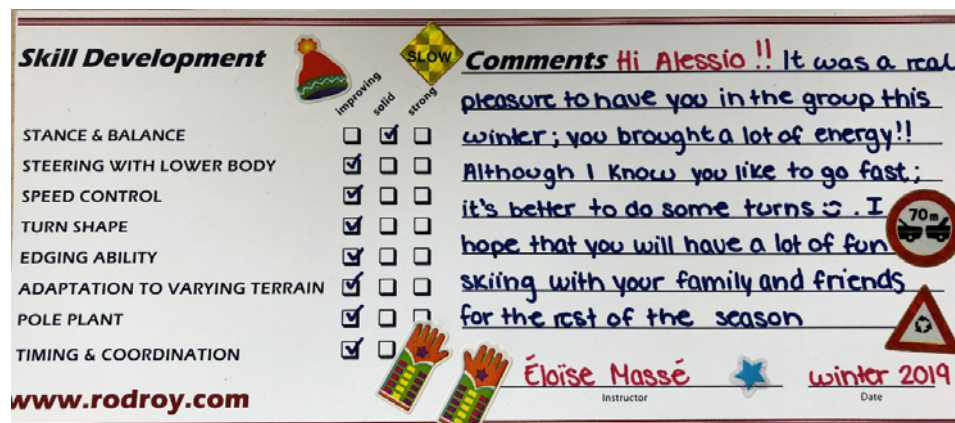 Skill Development
SLOW
improving
solid
strong
STANCE & BALANCE
STEERING WITH LOWER BODY
SPEED CONTROL
TURN SHAPE
EDGING ABILITY
ADAPTATION TO VARYING TERRAIN
POLE PLANT
TIMING & COORDINATION
www.rodroy.com
Comments Hi Alessio !! It was a real
pleasure to have you in the group this
winter; you brought a lot of energy!!
Although I know you like to go fast;
it's better to do some turns☺. I
hope that you will have a lot of fun
skiing with your family and friends
for the rest of the season
70m
Éloïse Massé
Instructor
winter 2019
Date